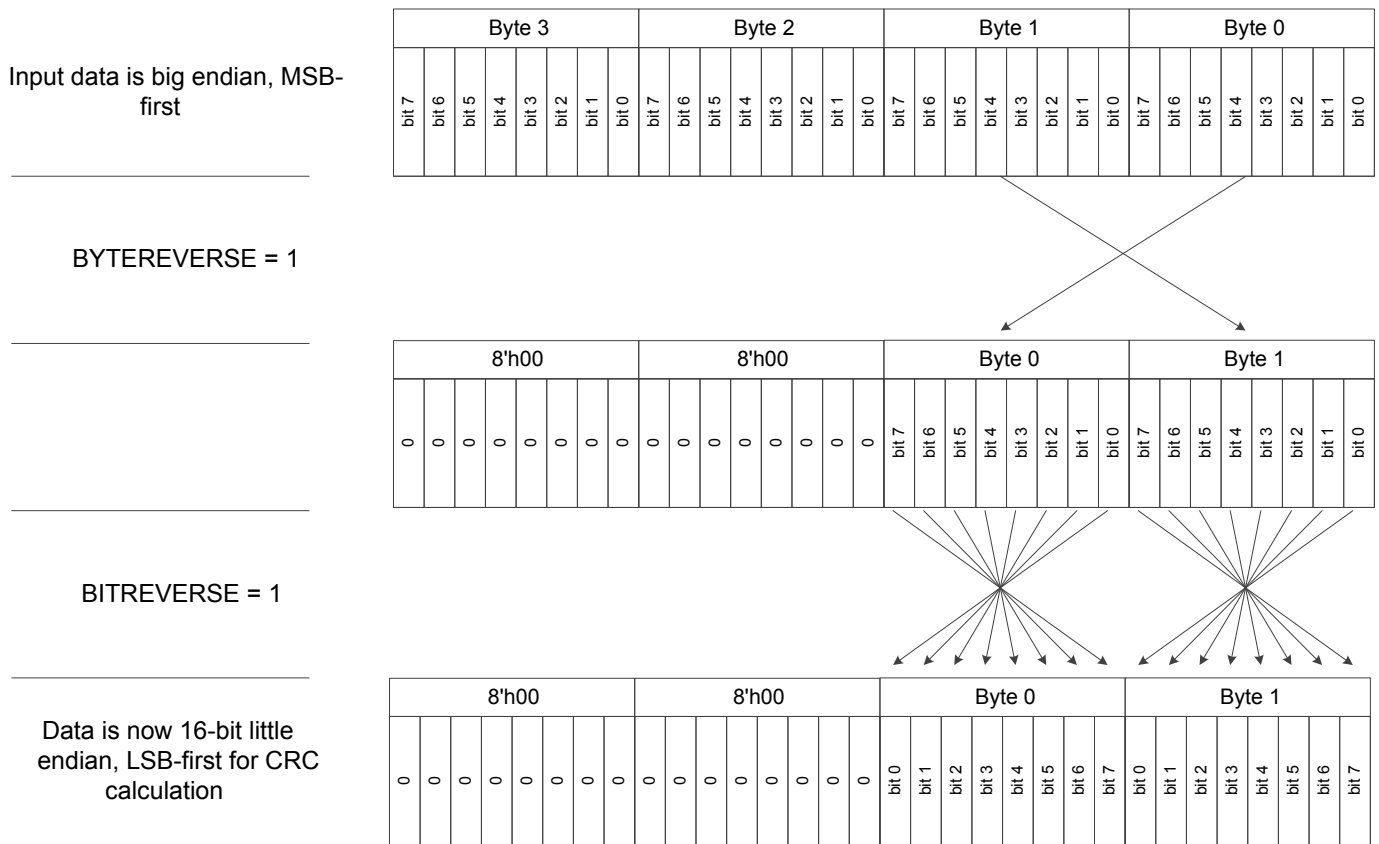 Byte 3 Byte 2 Byte 1 Byte 0
Input data is big endian, MSB-
first
bit 7 bit 6 bit 5 bit 4 bit 3 bit 2 bit 1 bit 0 bit 7 bit 6 bit 5 bit 4 bit 3 bit 2 bit 1 bit 0 bit 7 bit 6 bit 5 bit 4 bit 3 bit 2 bit 1 bit 0 bit 7 bit 6 bit 5 bit 4 bit 3 bit 2 bit 1 bit 0
BYTEREVERSE = 1
8'h00 8'h00 Byte 0 Byte 1
0 0 0 0 0 0 0 0 0 0 0 0 0 0 0 0 bit 7 bit 6 bit 5 bit 4 bit 3 bit 2 bit 1 bit 0 bit 7 bit 6 bit 5 bit 4 bit 3 bit 2 bit 1 bit 0
BITREVERSE = 1
8'h00 8'h00 Byte 0 Byte 1
Data is now 16-bit little
endian, LSB-first for CRC
calculation
0 0 0 0 0 0 0 0 0 0 0 0 0 0 0 0 bit 0 bit 1 bit 2 bit 3 bit 4 bit 5 bit 6 bit 7 bit 0 bit 1 bit 2 bit 3 bit 4 bit 5 bit 6 bit 7